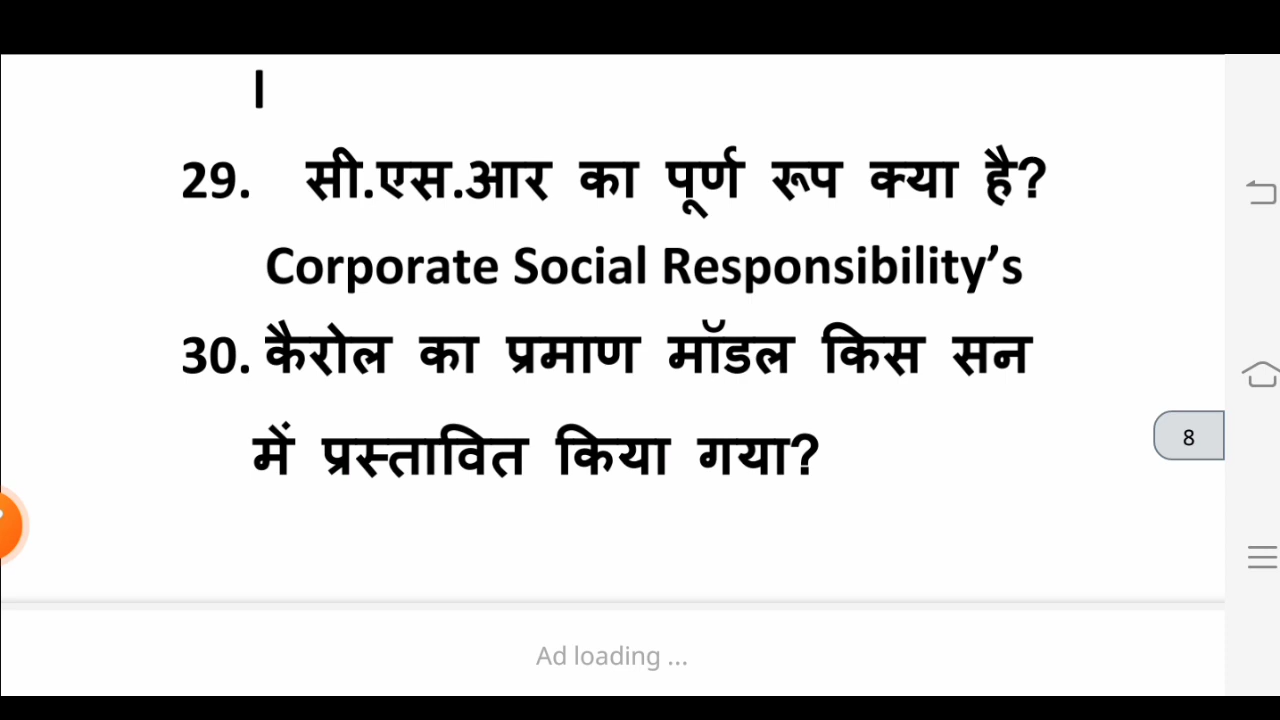 ।
29. सी.एस.आर का पूर्ण रूप क्या है?
Corporate Social Responsibility’s
30. कैरोल का प्रमाण मॉडल किस सन
में प्रस्तावित किया गया?
8
Ad loading ...